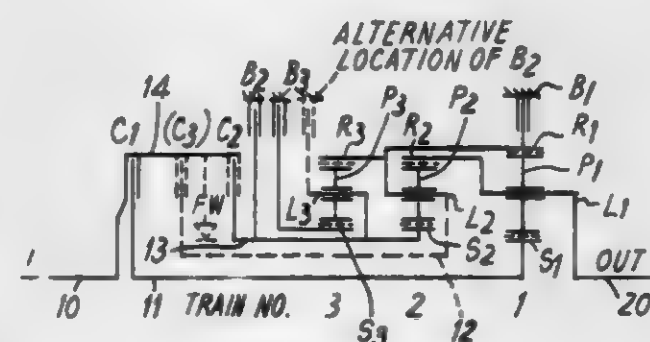 ALTERNATIVE
LOCATION OF B2
14
B2
B3
P3
P2
B1
C1
(C3)
C2
R3
R2
R1
P1
FW
L3
L2
L1
13
S2
S1
OUT
10
11
TRAIN NO.
3
2
1
20
S3
12